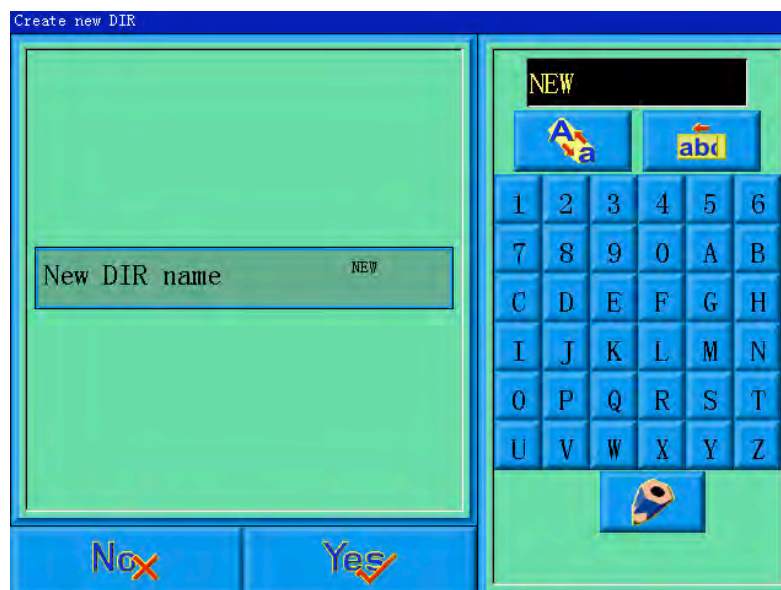 Create new DIR
New DIR name NEW
No
Yes
NEW
A a
abc
1 2 3 4 5 6
7 8 9 0 A B
C D E F G H
I J K L M N
O P Q R S T
U V W X Y Z